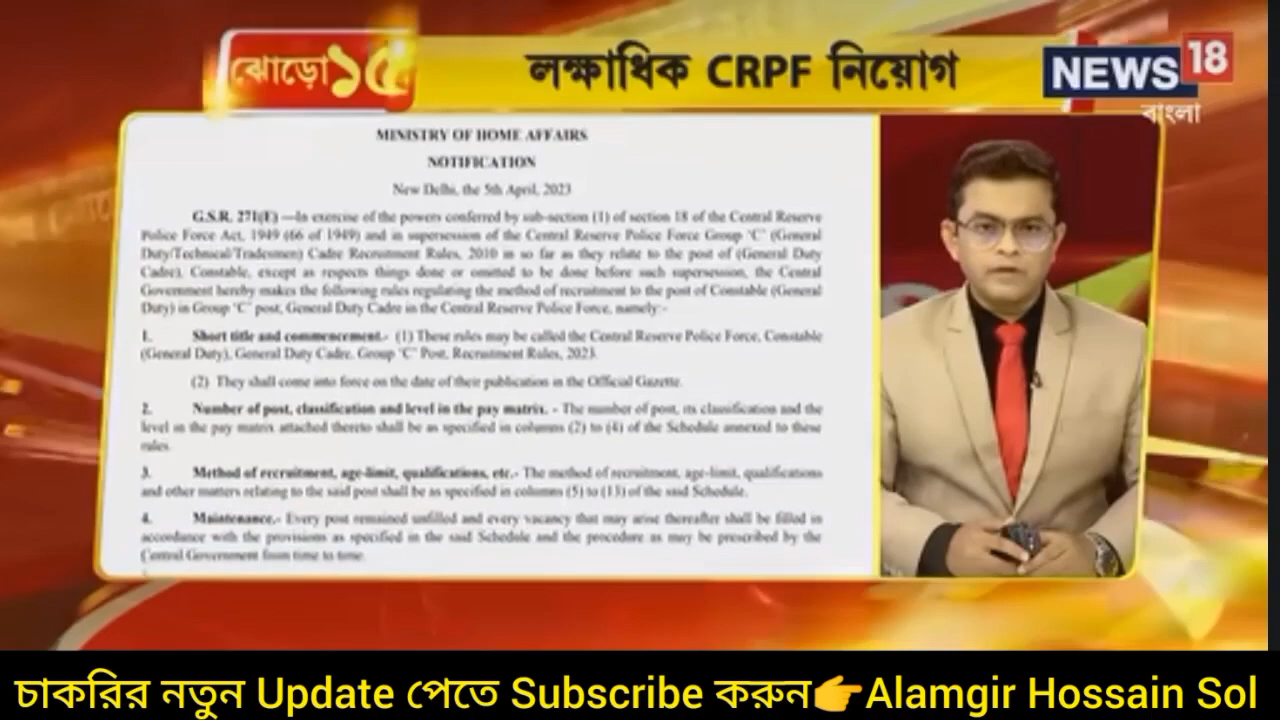 ঝোড়ো১৫
লক্ষাধিক CRPF নিয়োগ
NEWS 18
বাংলা
MINISTRY OF HOME AFFAIRS
NOTIFICATION
New Delhi, the 5th April, 2023
G.S.R. 271(E) —In exercise of the powers conferred by sub-section (1) of section 18 of the Central Reserve
Police Force Act, 1949 (66 of 1949) and in supersession of the Central Reserve Police Force Group ‘C’ (General
Duty/Technical/Tradesmen) Cadre Recruitment Rules, 2010 in so far as they relate to the post of (General Duty
Cadre), Constable, except as respects things done or omitted to be done before such supersession, the Central
Government hereby makes the following rules regulating the method of recruitment to the post of Constable (General
Duty) in Group ‘C’ post, General Duty Cadre in the Central Reserve Police Force, namely:-
1. Short title and commencement.- (1) These rules may be called the Central Reserve Police Force, Constable
(General Duty), General Duty Cadre, Group ‘C’ Post, Recruitment Rules, 2023.
(2) They shall come into force on the date of their publication in the Official Gazette.
2. Number of post, classification and level in the pay matrix. - The number of post, its classification and the
level in the pay matrix attached thereto shall be as specified in columns (2) to (4) of the Schedule annexed to these
rules.
3. Method of recruitment, age-limit, qualifications, etc.- The method of recruitment, age-limit, qualifications
and other matters relating to the said post shall be as specified in columns (5) to (13) of the said Schedule.
4. Maintenance.- Every post remained unfilled and every vacancy that may arise thereafter shall be filled in
accordance with the provisions as specified in the said Schedule and the procedure as may be prescribed by the
Central Government from time to time.
চাকরির নতুন Update পেতে Subscribe করুন👉Alamgir Hossain Sol